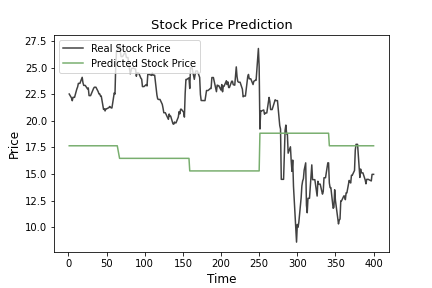 Stock Price Prediction
Real Stock Price
Predicted Stock Price
Price
27.5
25.0
22.5
20.0
17.5
15.0
12.5
10.0
0 50 100 150 200 250 300 350 400
Time